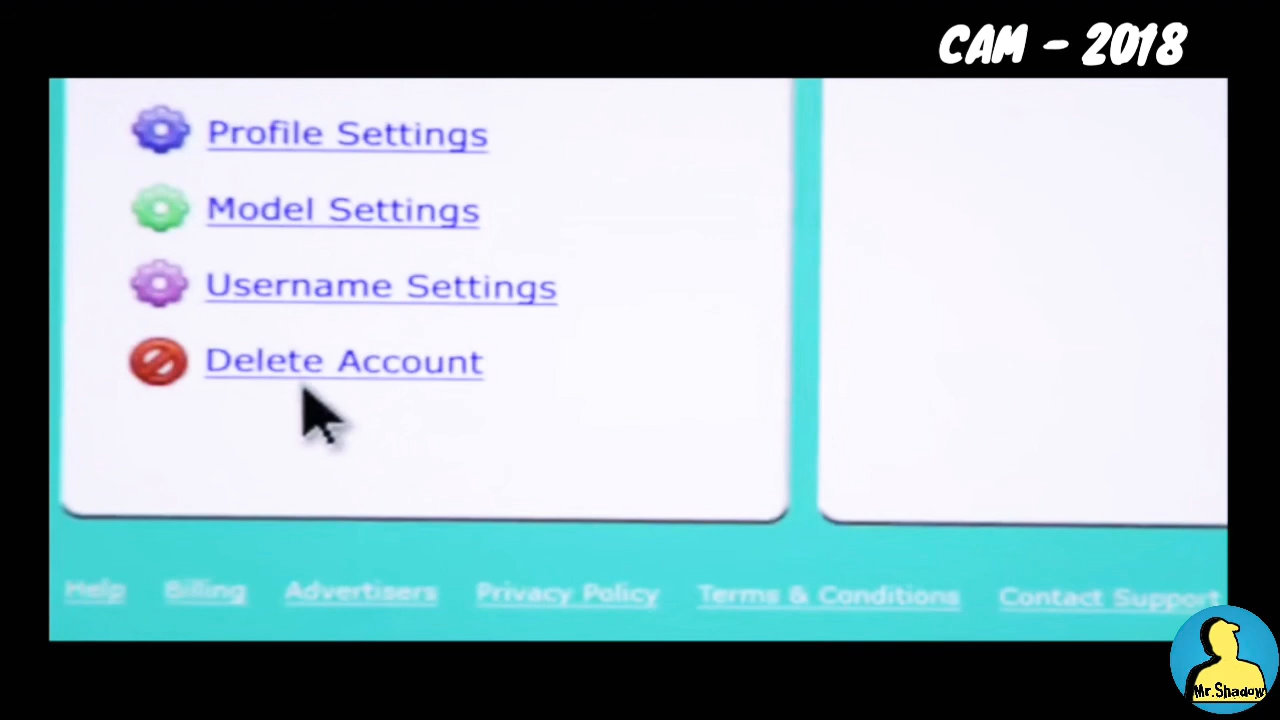 CAM - 2018
Profile Settings
Model Settings
Username Settings
Delete Account
Help Billing Advertisers Privacy Policy Terms & Conditions Contact Support
Mr.Shadow